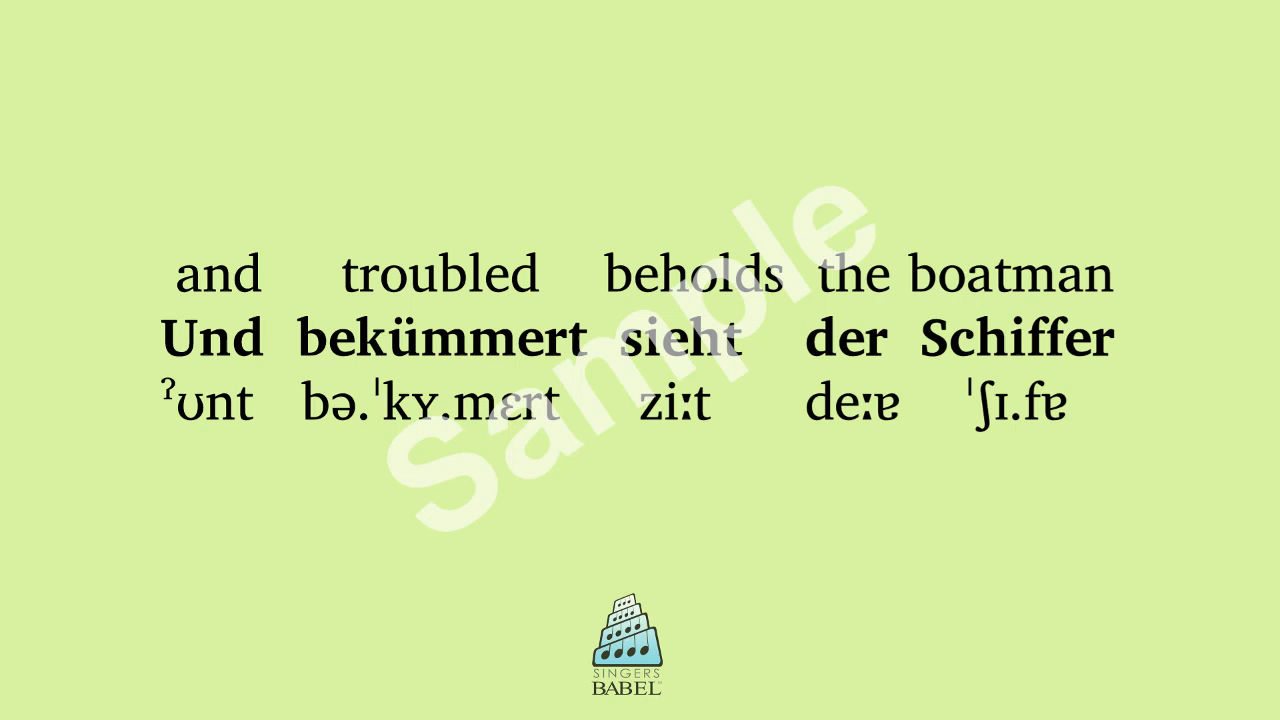 and troubled beholds the boatman
Und bekümmert sieht der Schiffer
ˀʊnt bə.ˈkʏ.mɛrt ziːt deːɐ ˈʃɪ.fɐ
Sample
SINGERS
BABEL™